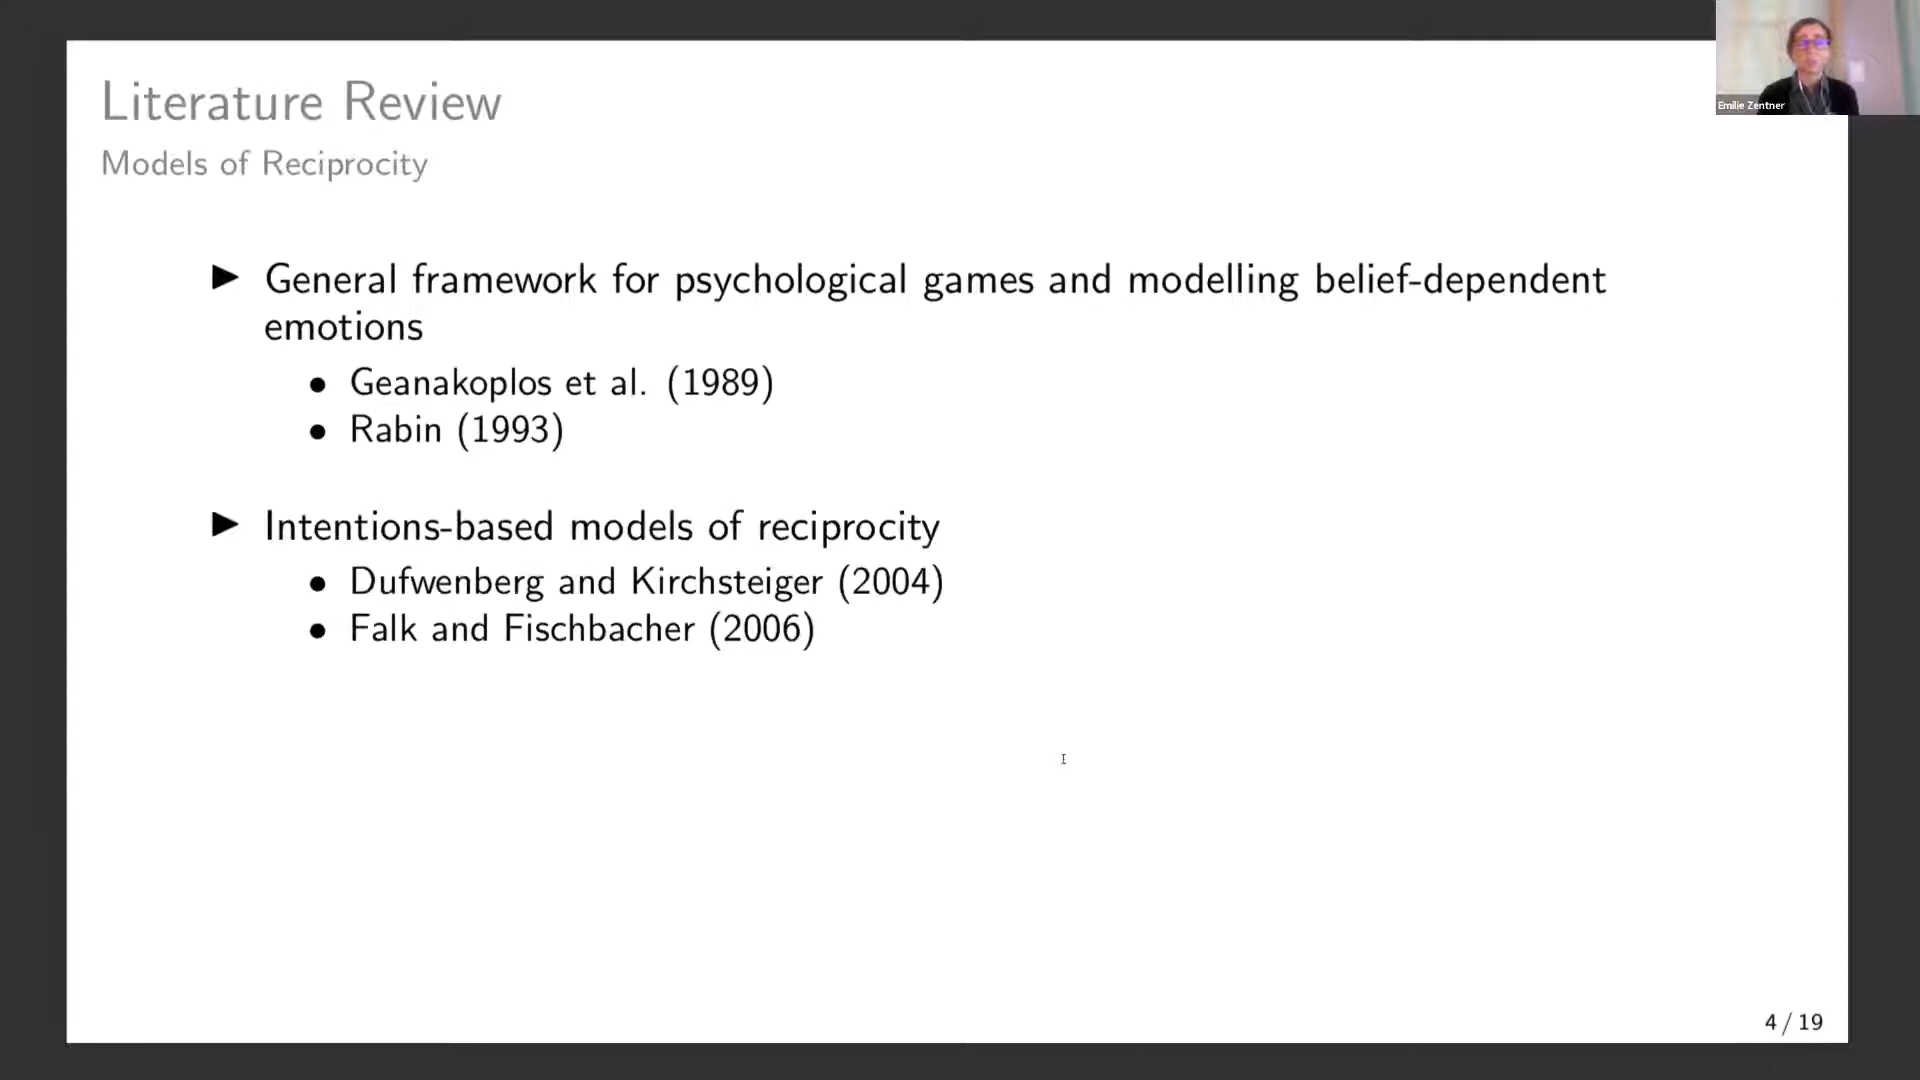 Literature Review
Models of Reciprocity
Emilie Zentner
▶ General framework for psychological games and modelling belief-dependent
emotions
• Geanakoplos et al. (1989)
• Rabin (1993)
▶ Intentions-based models of reciprocity
• Dufwenberg and Kirchsteiger (2004)
• Falk and Fischbacher (2006)
4 / 19